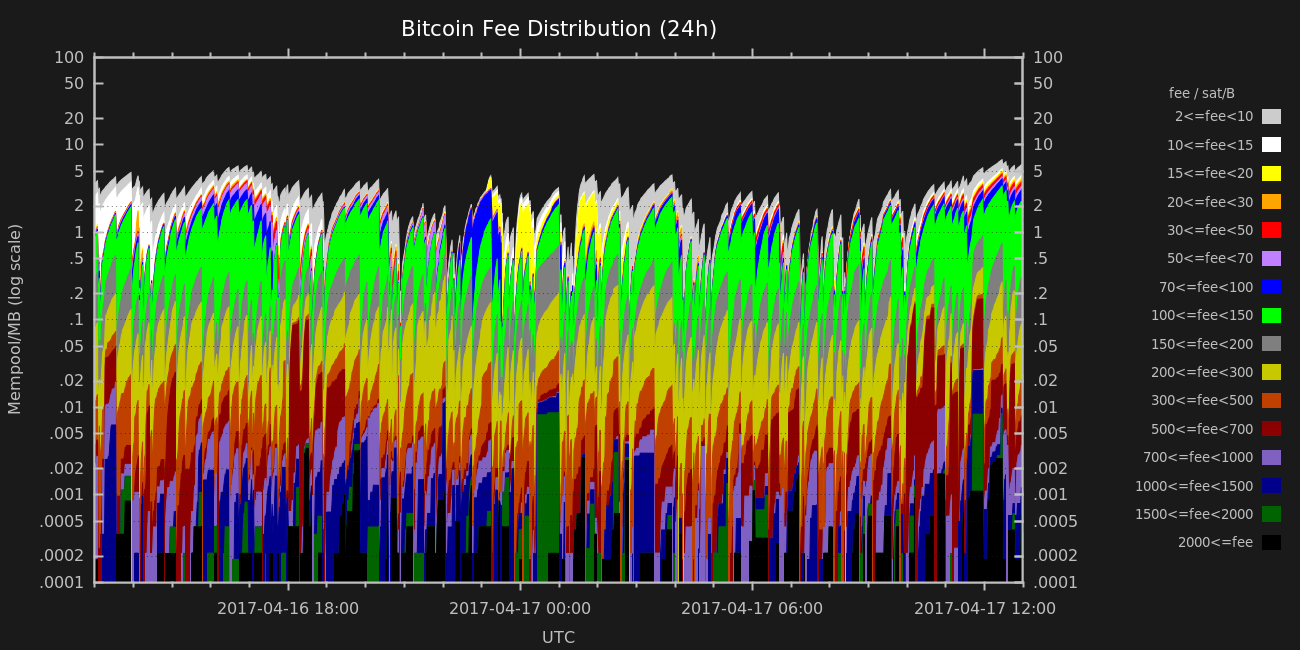 Bitcoin Fee Distribution (24h)
Mempool/MB (log scale)
100
50
20
10
5
2
1
.5
.2
.1
.05
.02
.01
.005
.002
.001
.0005
.0002
.0001
100
50
20
10
5
2
1
.5
.2
.1
.05
.02
.01
.005
.002
.001
.0005
.0002
.0001
2017-04-16 18:00
2017-04-17 00:00
2017-04-17 06:00
2017-04-17 12:00
UTC
fee / sat/B
2<=fee<10
10<=fee<15
15<=fee<20
20<=fee<30
30<=fee<50
50<=fee<70
70<=fee<100
100<=fee<150
150<=fee<200
200<=fee<300
300<=fee<500
500<=fee<700
700<=fee<1000
1000<=fee<1500
1500<=fee<2000
2000<=fee